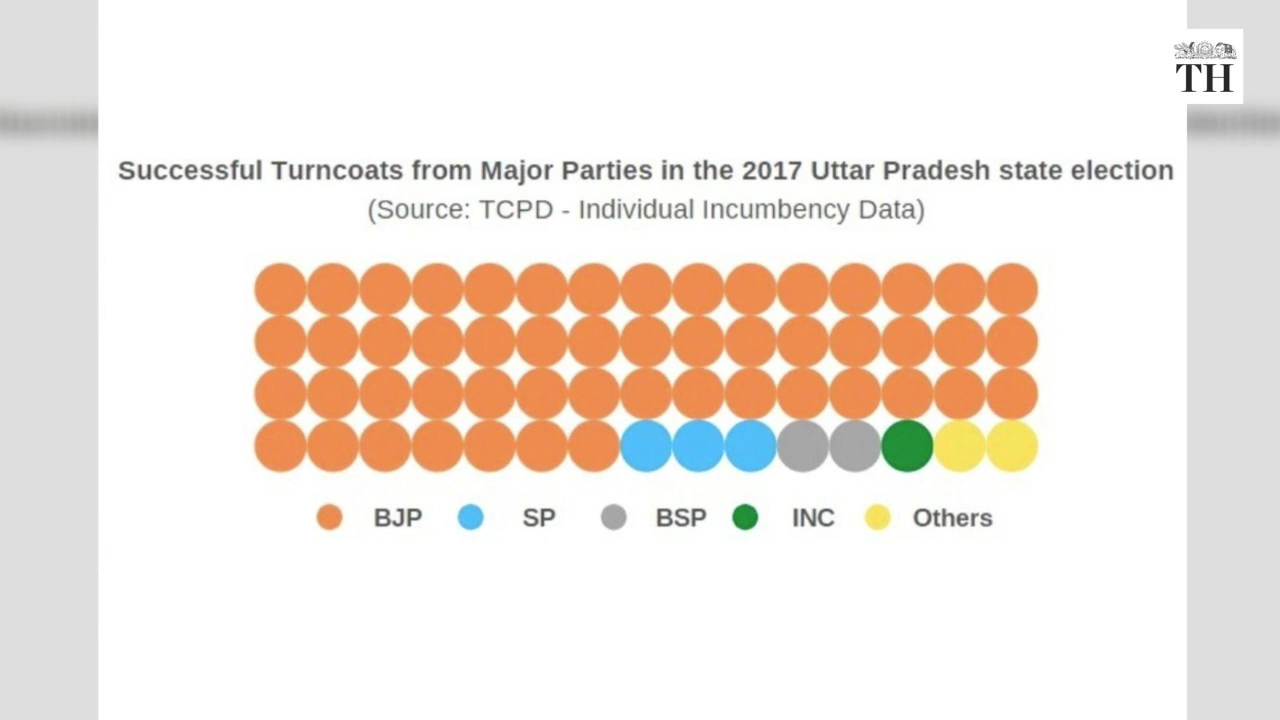 TH
Successful Turncoats from Major Parties in the 2017 Uttar Pradesh state election
(Source: TCPD - Individual Incumbency Data)
BJP SP BSP INC Others